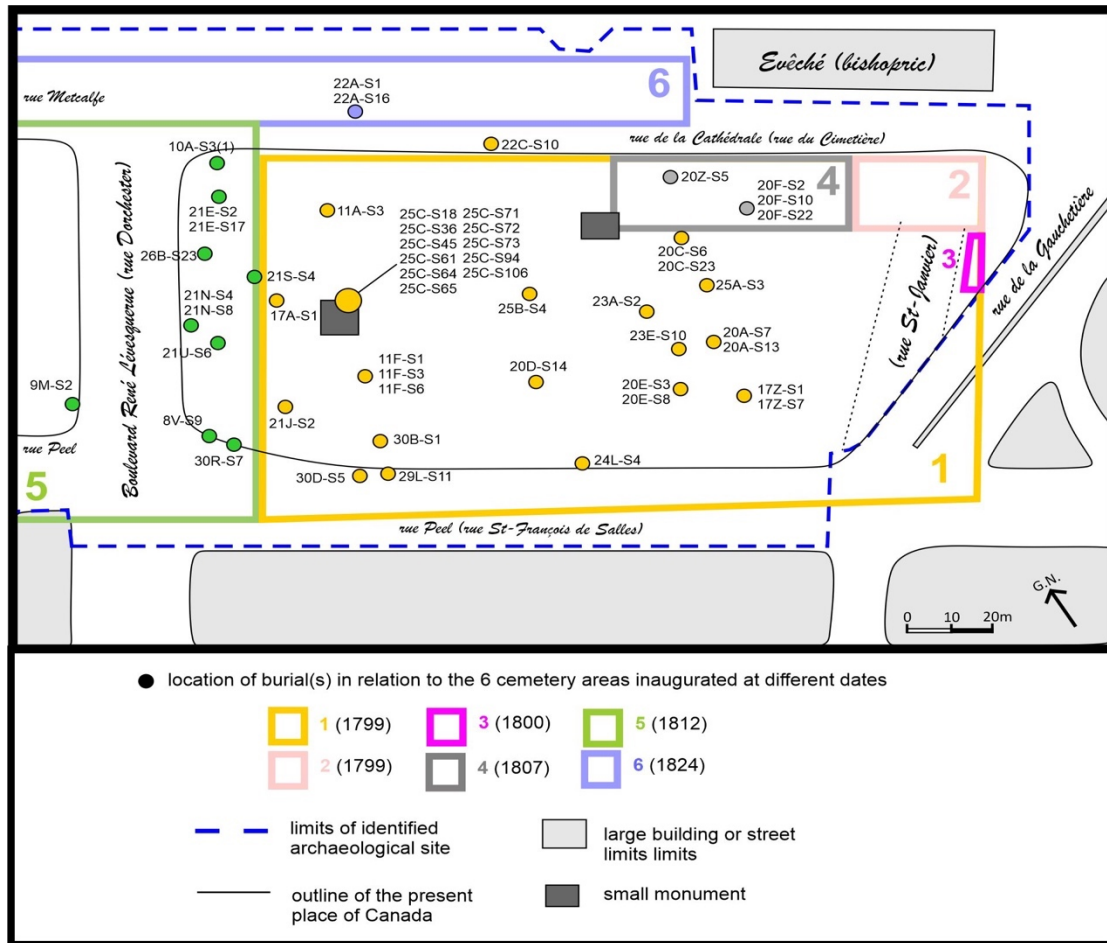 Evêché (bishopric)
6
rue Metcalfe
22A-S1
22A-S16
rue de la Cathédrale (rue du Cimetière)
10A-S3(1)
22C-S10
20Z-S5
4
2
20F-S2
20F-S10
20F-S22
21E-S2
21E-S17
11A-S3
25C-S18 25C-S71
25C-S36 25C-S72
25C-S45 25C-S73
25C-S61 25C-S94
25C-S64 25C-S106
25C-S65
26B-S23
20C-S6
20C-S23
3
21S-S4
25A-S3
21N-S4
21N-S8
17A-S1
25B-S4
23A-S2
21U-S6
23E-S10
20A-S7
20A-S13
Boulevard René Lévesquerue (rue Dorchester)
(rue St-Janvier)
rue de la Gauchetière
9M-S2
11F-S1
11F-S3
11F-S6
20D-S14
20E-S3
20E-S8
17Z-S1
17Z-S7
8V-S9
21J-S2
rue Peel
30R-S7
30B-S1
24L-S4
30D-S5
29L-S11
5
1
rue Peel (rue St-François de Salles)
G.N.
0 10 20m
location of burial(s) in relation to the 6 cemetery areas inaugurated at different dates
1 (1799)
3 (1800)
5 (1812)
2 (1799)
4 (1807)
6 (1824)
limits of identified
archaeological site
large building or street
limits limits
outline of the present
place of Canada
small monument